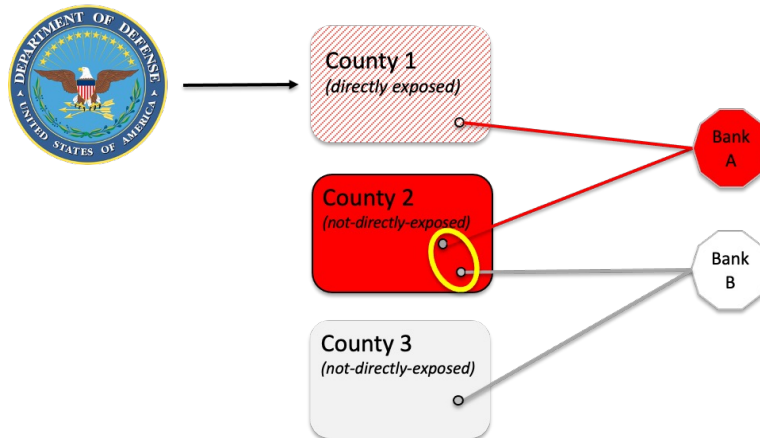 DEPARTMENT OF DEFENSE
UNITED STATES OF AMERICA
County 1
(directly exposed)
Bank
A
County 2
(not-directly-exposed)
Bank
B
County 3
(not-directly-exposed)